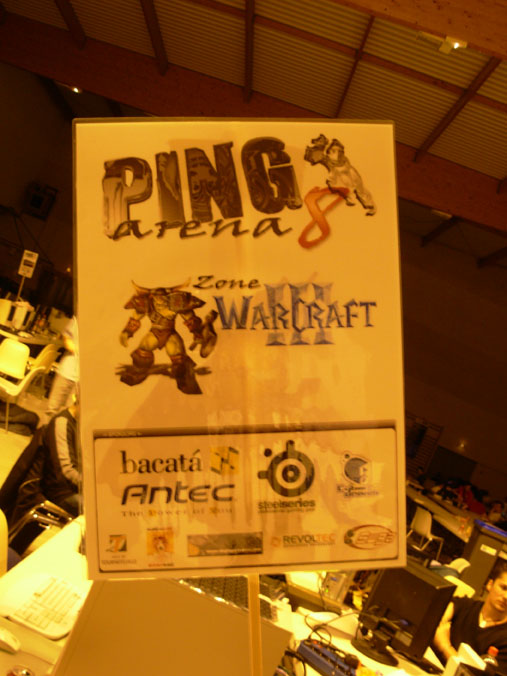 PING
arena 8
Zone
WARCRAFT III
bacatá
ANTEC
The Power of You
steelseries
REVOLTEC